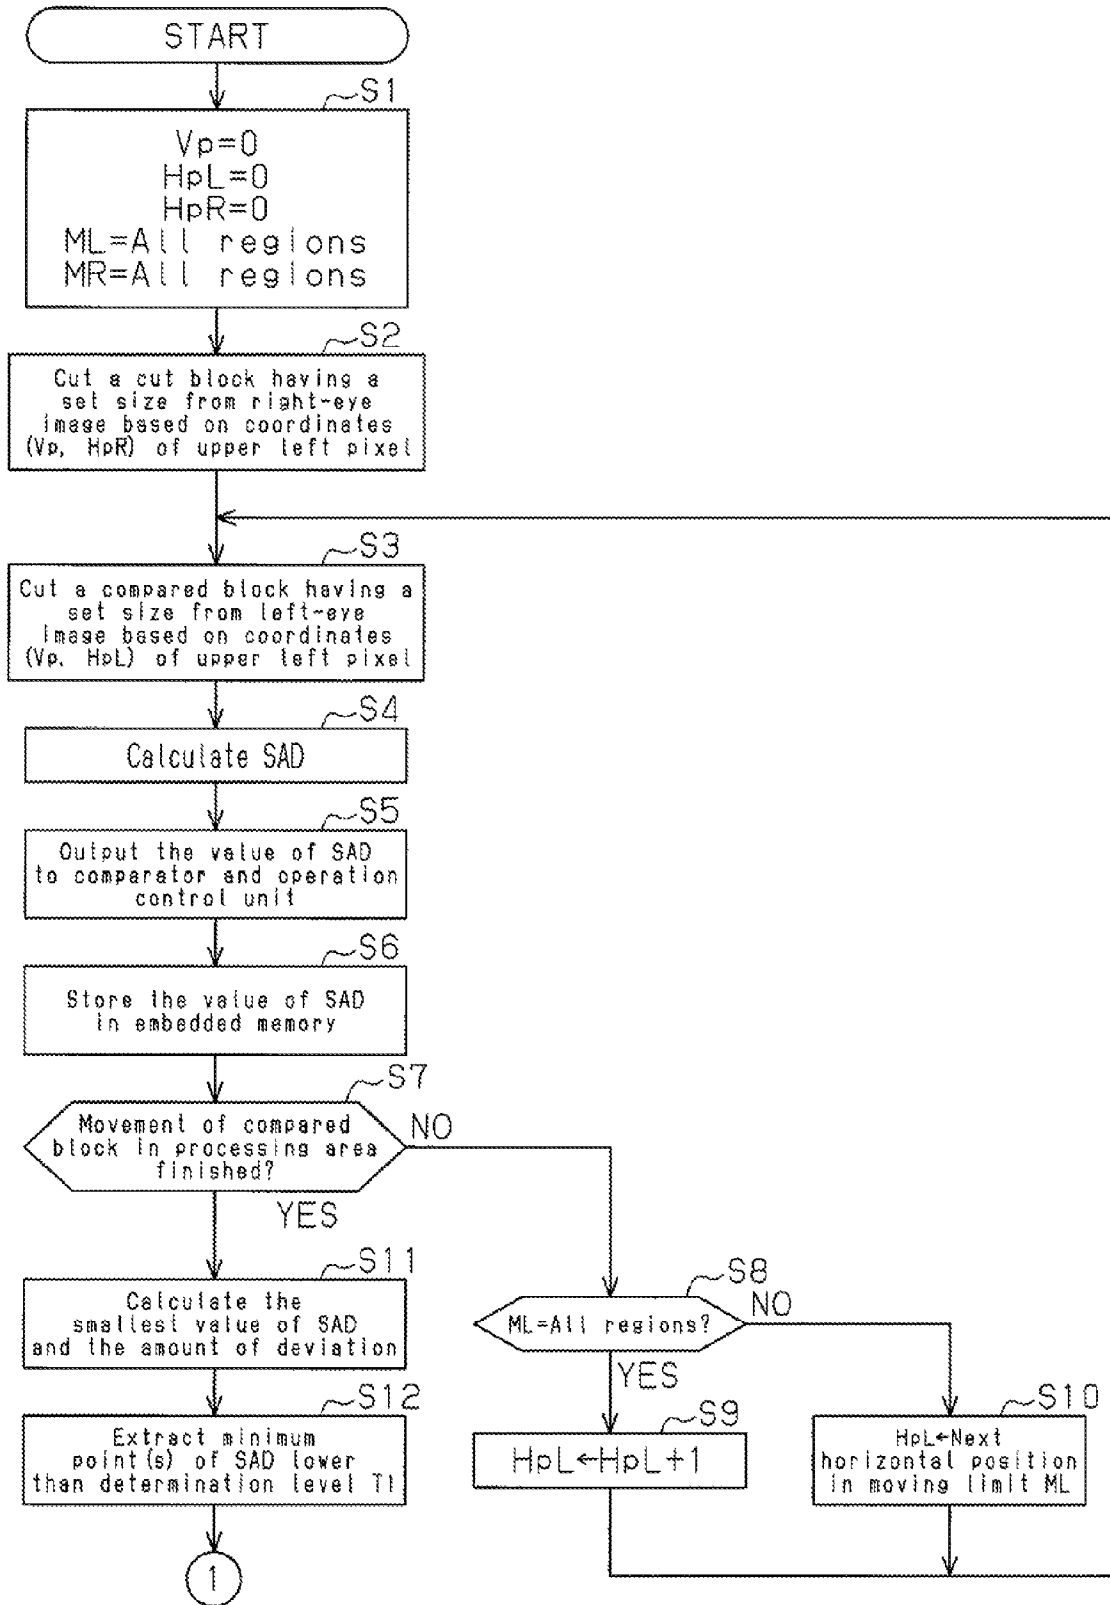 START
S1
Vp=0
HpL=0
HpR=0
ML=All regions
MR=All regions
S2
Cut a cut block having a
set size from right-eye
image based on coordinates
(Vp, HpR) of upper left pixel
S3
Cut a compared block having a
set size from left-eye
image based on coordinates
(Vp, HpL) of upper left pixel
S4
Calculate SAD
S5
Output the value of SAD
to comparator and operation
control unit
S6
Store the value of SAD
in embedded memory
S7
Movement of compared
block in processing area
finished?
NO
YES
S11
Calculate the
smallest value of SAD
and the amount of deviation
S8
ML=All regions?
NO
YES
S12
Extract minimum
point(s) of SAD lower
than determination level T1
S9
HpL←HpL+1
S10
HpL←Next
horizontal position
in moving limit ML
1